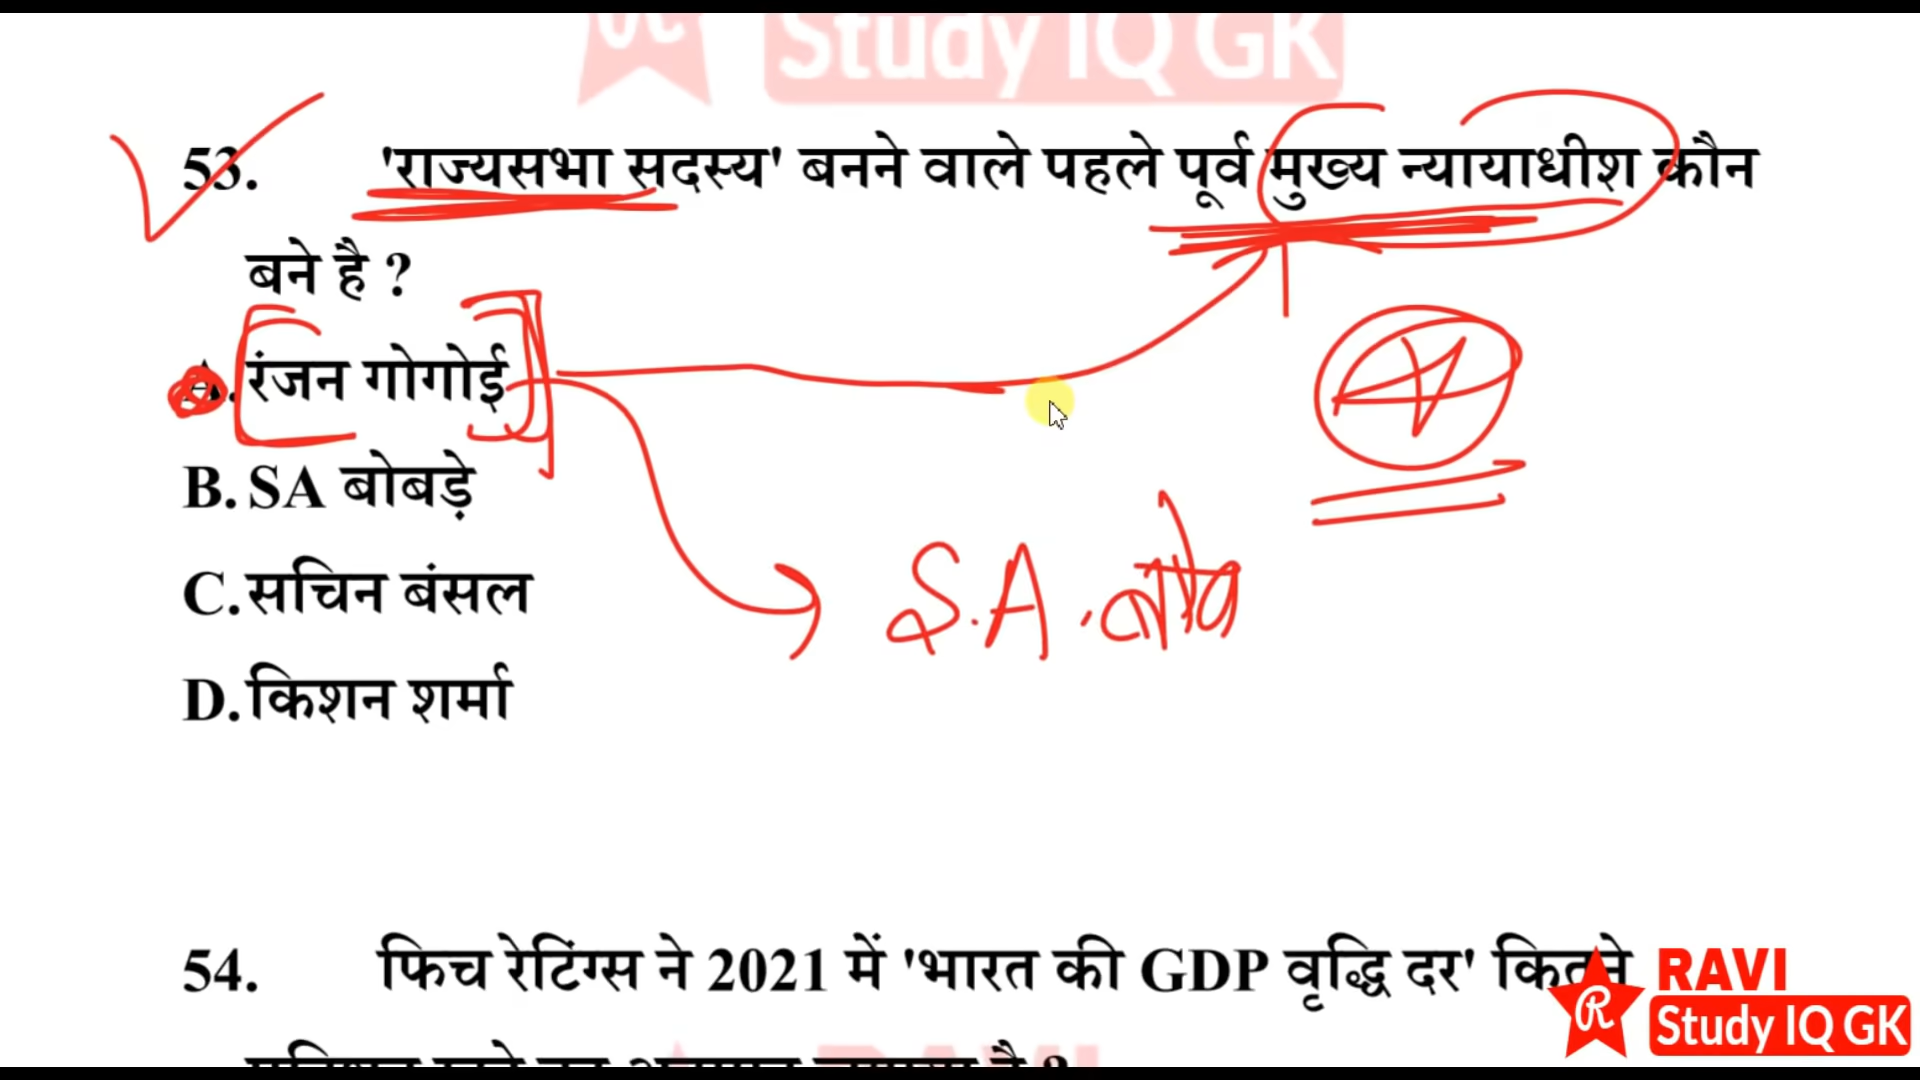 Study IQ GK
53. 'राज्यसभा सदस्य' बनने वाले पहले पूर्व मुख्य न्यायाधीश कौन
बने है ?
A. रंजन गोगोई
B. SA बोबड़े
S.A. बोव
C. सचिन बंसल
D. किशन शर्मा
54. फिच रेटिंग्स ने 2021 में 'भारत की GDP वृद्धि दर' कितने
RAVI
Study IQ GK